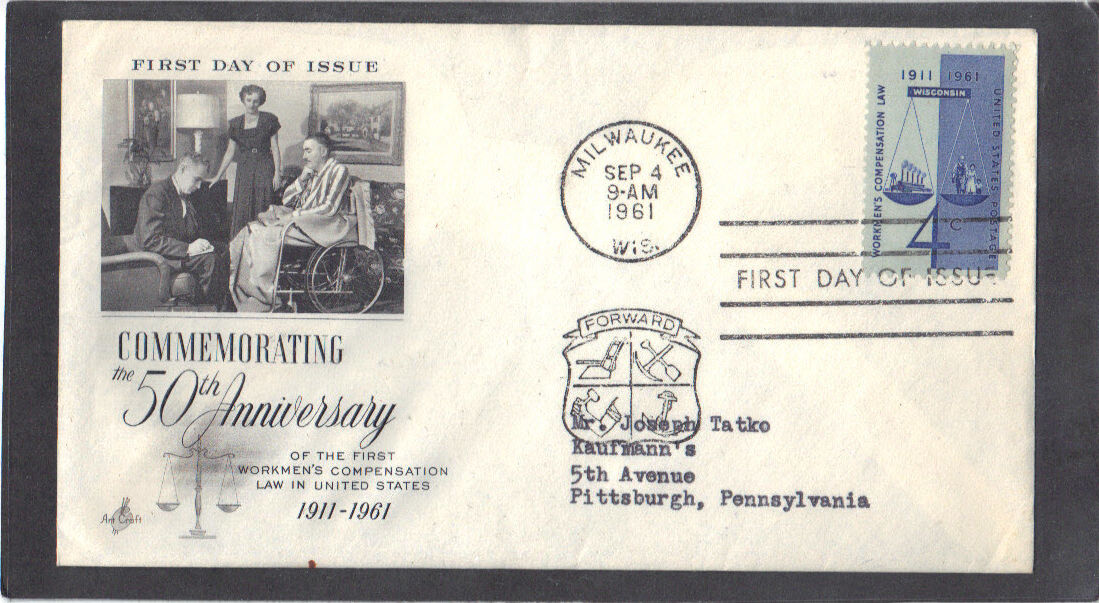 FIRST DAY OF ISSUE
COMMEMORATING
the 50th Anniversary
OF THE FIRST
WORKMEN'S COMPENSATION
LAW IN UNITED STATES
1911-1961
Art Craft
MILWAUKEE
SEP 4
9-AM
1961
WIS.
1911 1961
WISCONSIN
WORKMEN'S COMPENSATION LAW
UNITED STATES POSTAGE
4c
FIRST DAY OF ISSUE
FORWARD
Mr. Joseph Tatko
Kaufmann's
5th Avenue
Pittsburgh, Pennsylvania